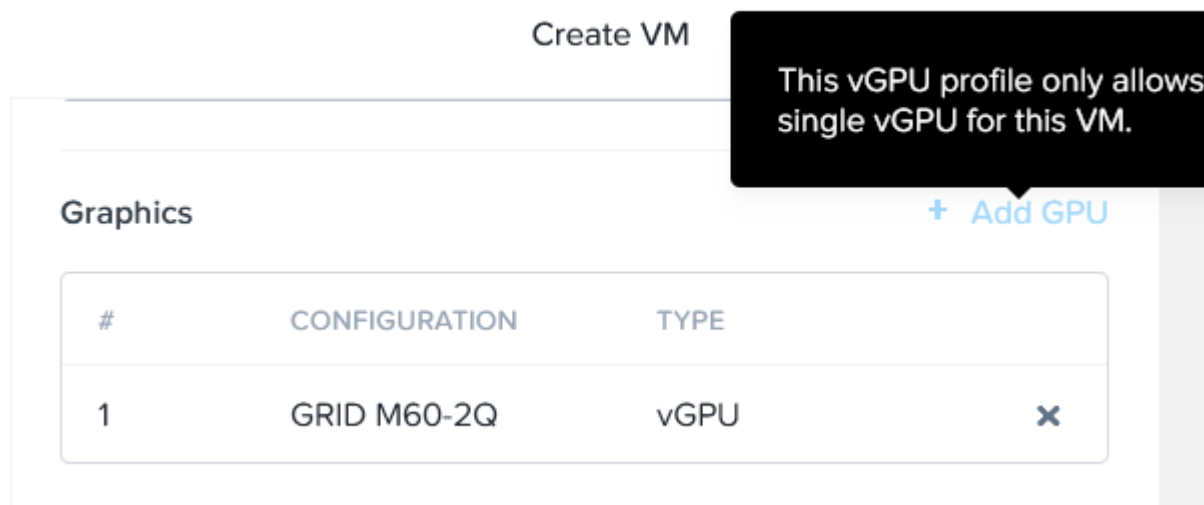 Create VM
This vGPU profile only allows
single vGPU for this VM.
Graphics
+ Add GPU
# CONFIGURATION TYPE
1 GRID M60-2Q vGPU ×